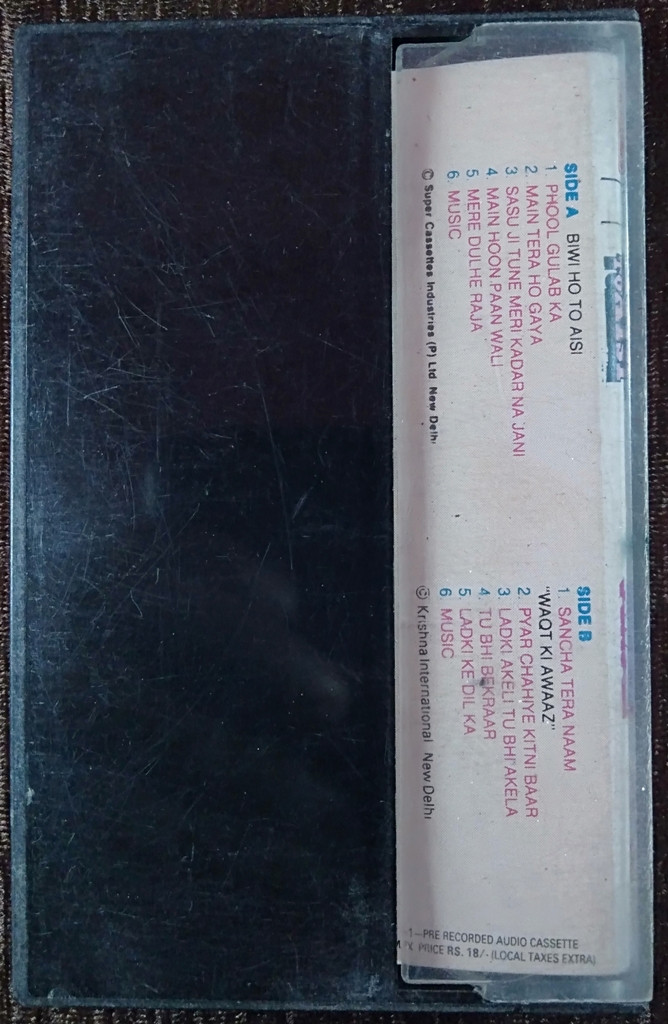 SIDE A BIWI HO TO AISI
1. PHOOL GULAB KA
2. MAIN TERA HO GAYA
3. SASU JI TUNE MERI KADAR NA JANI
4. MAIN HOON PAAN WALI
5. MERE DULHE RAJA
6. MUSIC
© Super Cassettes Industries (P) Ltd New Delhi
SIDE B
1. SANCHA TERA NAAM
"WAQT KI AWAAZ"
2. PYAR CHAHIYE KITNI BAAR
3. LADKI AKELI TU BHI AKELA
4. TU BHI BEKRAAR
5. LADKI KE DIL KA
6 MUSIC
© Krishna International New Delhi
1—PRE RECORDED AUDIO CASSETTE
PRICE RS. 18/- (LOCAL TAXES EXTRA)